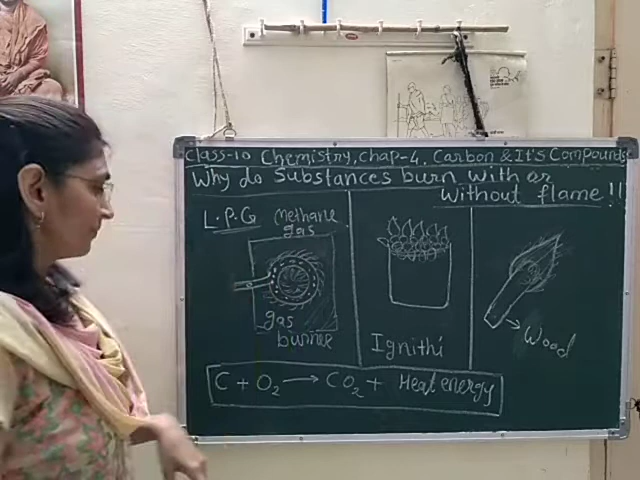 Class-10 Chemistry, Chap-4. Carbon & It's Compounds
Why do Substances burn with or
without flame!!
L.P.G
Methane
gas
gas
burner
Ignithi
Wood
C + O₂ → CO₂ + Heat energy